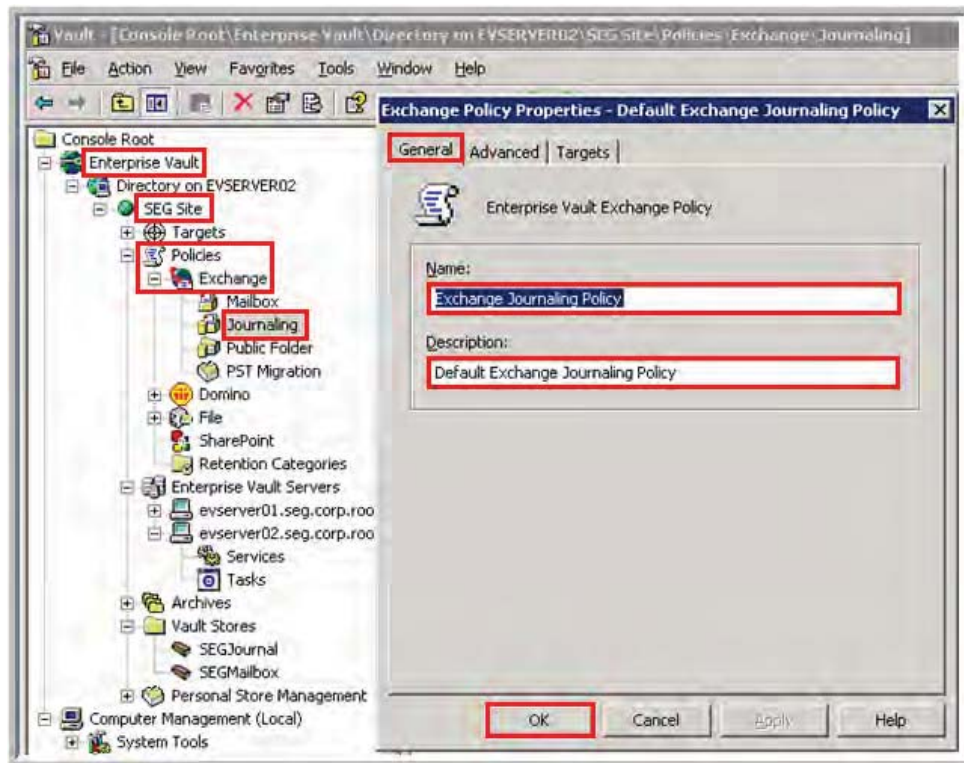 Vault - [Console Root\Enterprise Vault\Directory on EVSERVER02\SEG Site\Policies\Exchange\Journaling]
File Action View Favorites Tools Window Help
Exchange Policy Properties - Default Exchange Journaling Policy
General Advanced Targets
Enterprise Vault Exchange Policy
Name:
Exchange Journaling Policy
Description:
Default Exchange Journaling Policy
OK Cancel Apply Help
Console Root
Enterprise Vault
Directory on EVSERVER02
SEG Site
Targets
Policies
Exchange
Mailbox
Journaling
Public Folder
PST Migration
Domino
File
SharePoint
Retention Categories
Enterprise Vault Servers
evserver01.seg.corp.roo
evserver02.seg.corp.roo
Services
Tasks
Archives
Vault Stores
SEGJournal
SEGMailbox
Personal Store Management
Computer Management (Local)
System Tools